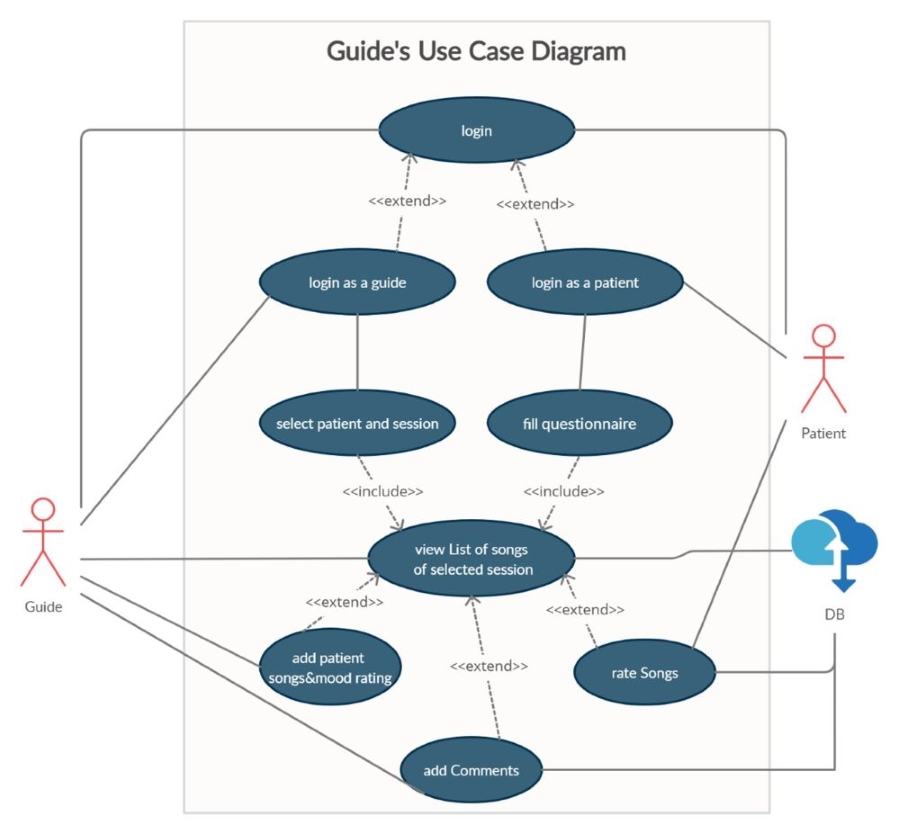 Guide's Use Case Diagram
login
<<extend>>
<<extend>>
login as a guide
login as a patient
select patient and session
fill questionnaire
Patient
<<include>>
<<include>>
view List of songs
of selected session
Guide
DB
<<extend>>
<<extend>>
add patient
songs&mood rating
<<extend>>
rate Songs
add Comments